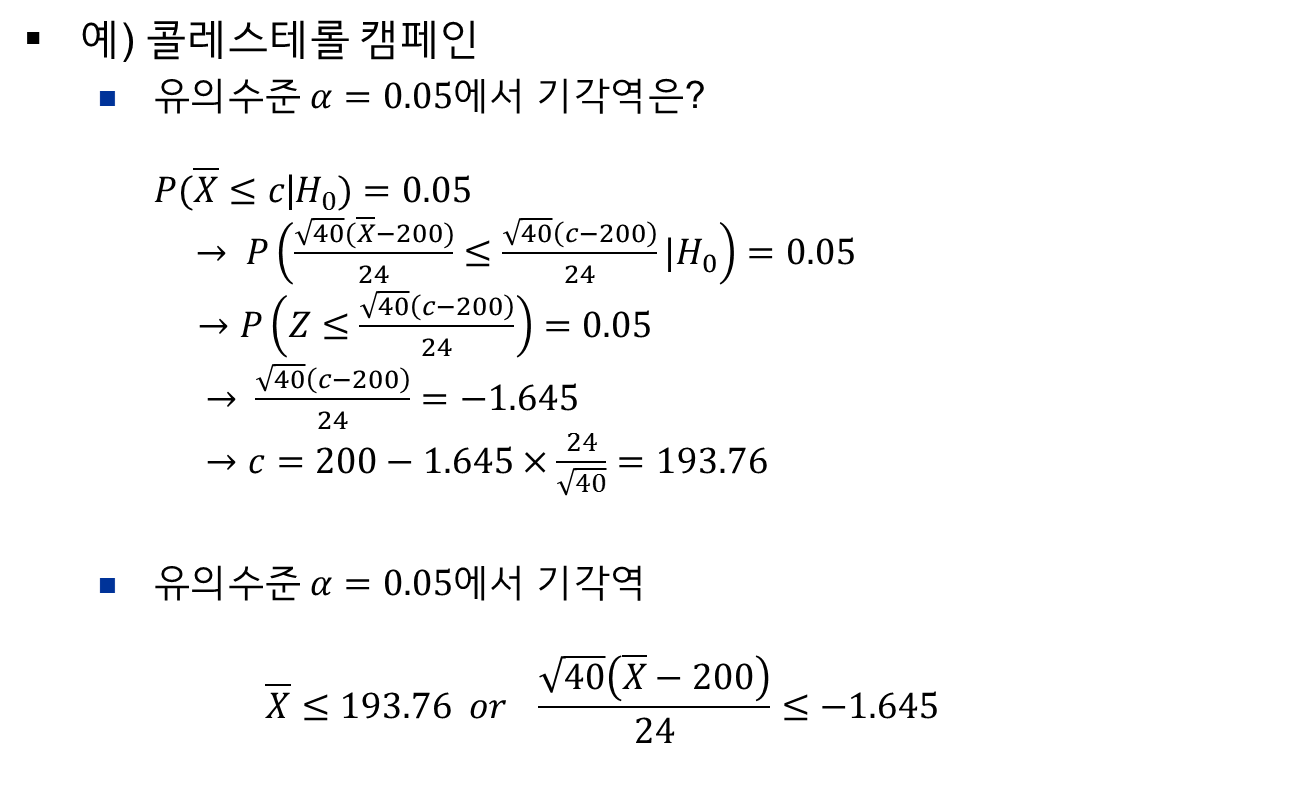 ▪ 예) 콜레스테롤 캠페인
▪ 유의수준 α = 0.05에서 기각역은?
P(X̅ ≤ c|H₀) = 0.05
→ P(√40(X̅−200)/24 ≤ √40(c−200)/24 |H₀) = 0.05
→ P(Z ≤ √40(c−200)/24) = 0.05
→ √40(c−200)/24 = −1.645
→ c = 200 − 1.645 × 24/√40 = 193.76
▪ 유의수준 α = 0.05에서 기각역
X̅ ≤ 193.76 or √40(X̅ − 200)/24 ≤ −1.645